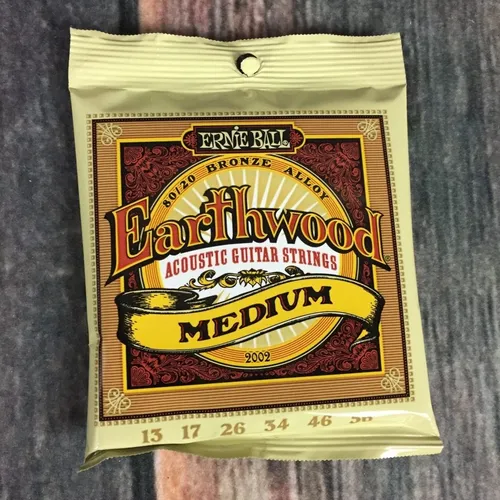 ERNIE BALL
80/20 BRONZE ALLOY
Earthwood
ACOUSTIC GUITAR STRINGS
MEDIUM
2002
13 17 26 34 46